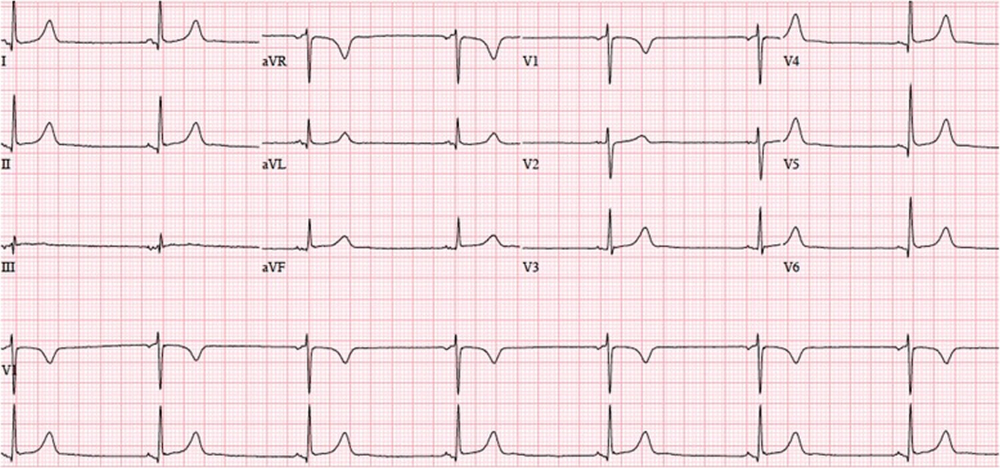 I aVR V1 V4
II aVL V2 V5
III aVF V3 V6
V1